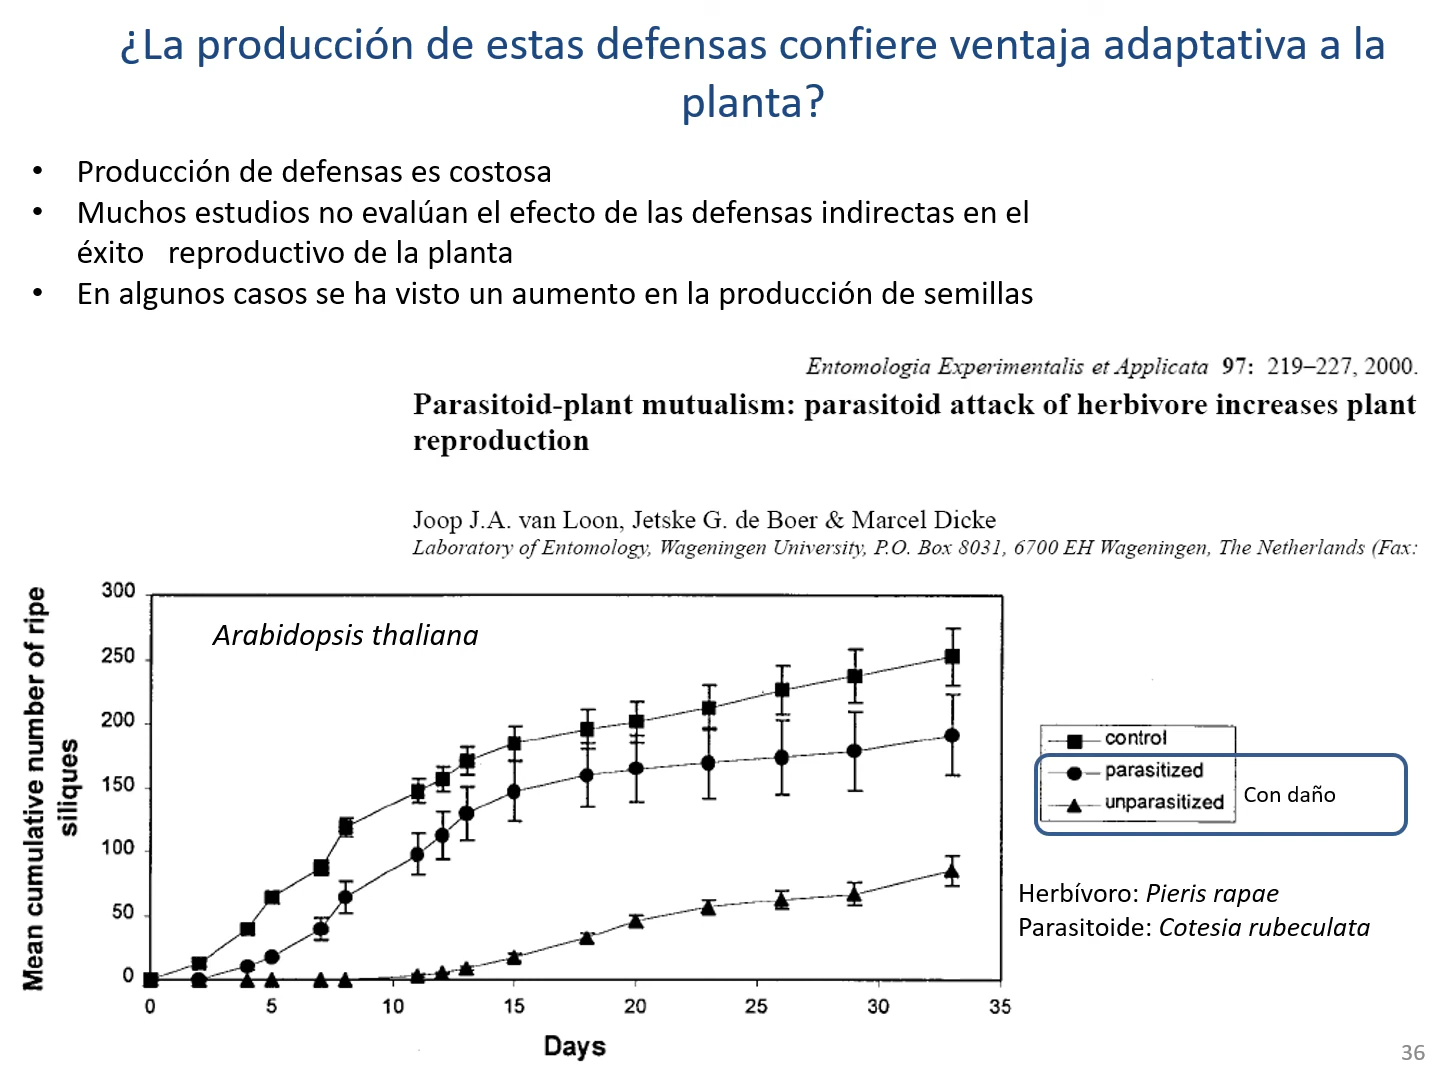 ¿La producción de estas defensas confiere ventaja adaptativa a la
planta?
• Producción de defensas es costosa
• Muchos estudios no evalúan el efecto de las defensas indirectas en el
éxito reproductivo de la planta
• En algunos casos se ha visto un aumento en la producción de semillas
Entomologia Experimentalis et Applicata 97: 219–227, 2000.
Parasitoid-plant mutualism: parasitoid attack of herbivore increases plant
reproduction
Joop J.A. van Loon, Jetske G. de Boer & Marcel Dicke
Laboratory of Entomology, Wageningen University, P.O. Box 8031, 6700 EH Wageningen, The Netherlands (Fax:
Mean cumulative number of ripe
siliques
300
250
200
150
100
50
0
Arabidopsis thaliana
0 5 10 15 20 25 30 35
Days
control
parasitized
unparasitized
Con daño
Herbívoro: Pieris rapae
Parasitoide: Cotesia rubeculata
36